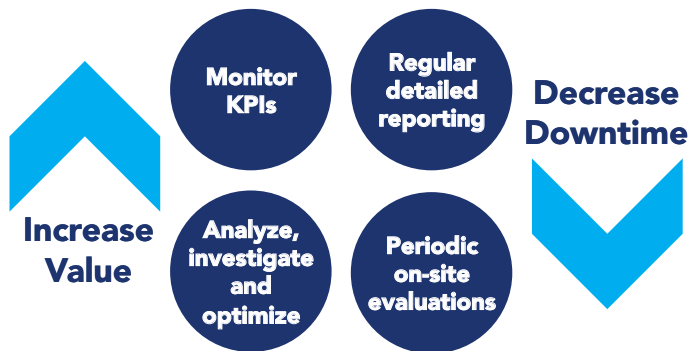 Monitor
KPIs
Regular
detailed
reporting
Decrease
Downtime
Increase
Value
Analyze,
investigate
and
optimize
Periodic
on-site
evaluations